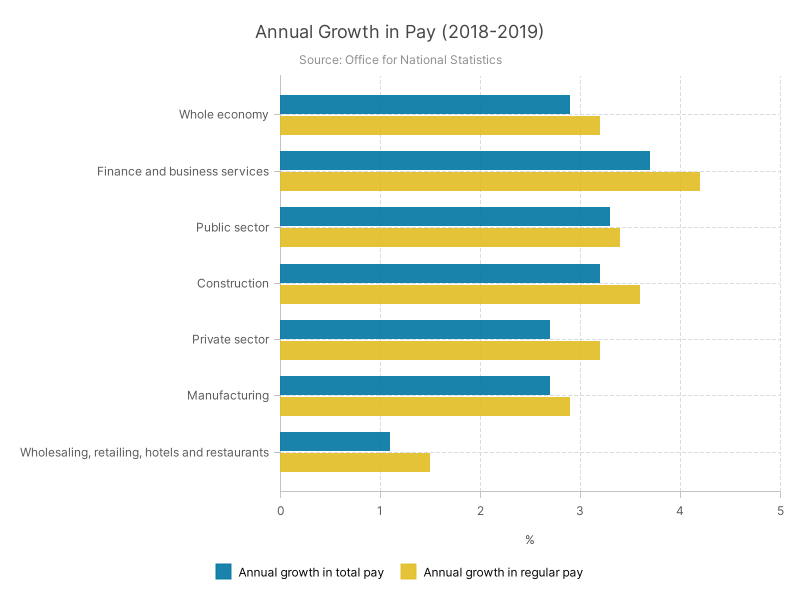 Annual Growth in Pay (2018-2019)
Source: Office for National Statistics
Whole economy
Finance and business services
Public sector
Construction
Private sector
Manufacturing
Wholesaling, retailing, hotels and restaurants
0 1 2 3 4 5
%
Annual growth in total pay Annual growth in regular pay